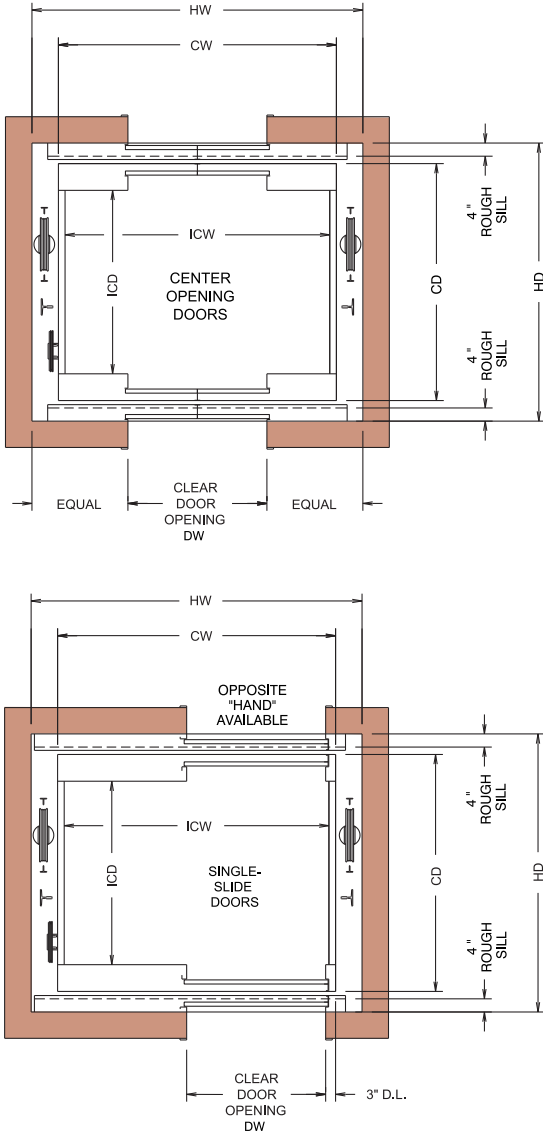 HW
CW
4 "
ROUGH
SILL
ICW
ICD
CENTER
OPENING
DOORS
CD
HD
4 "
ROUGH
SILL
EQUAL
CLEAR
DOOR
OPENING
DW
EQUAL
HW
CW
OPPOSITE
"HAND"
AVAILABLE
4 "
ROUGH
SILL
ICW
ICD
SINGLE-
SLIDE
DOORS
CD
HD
4 "
ROUGH
SILL
CLEAR
DOOR
OPENING
DW
3" D.L.